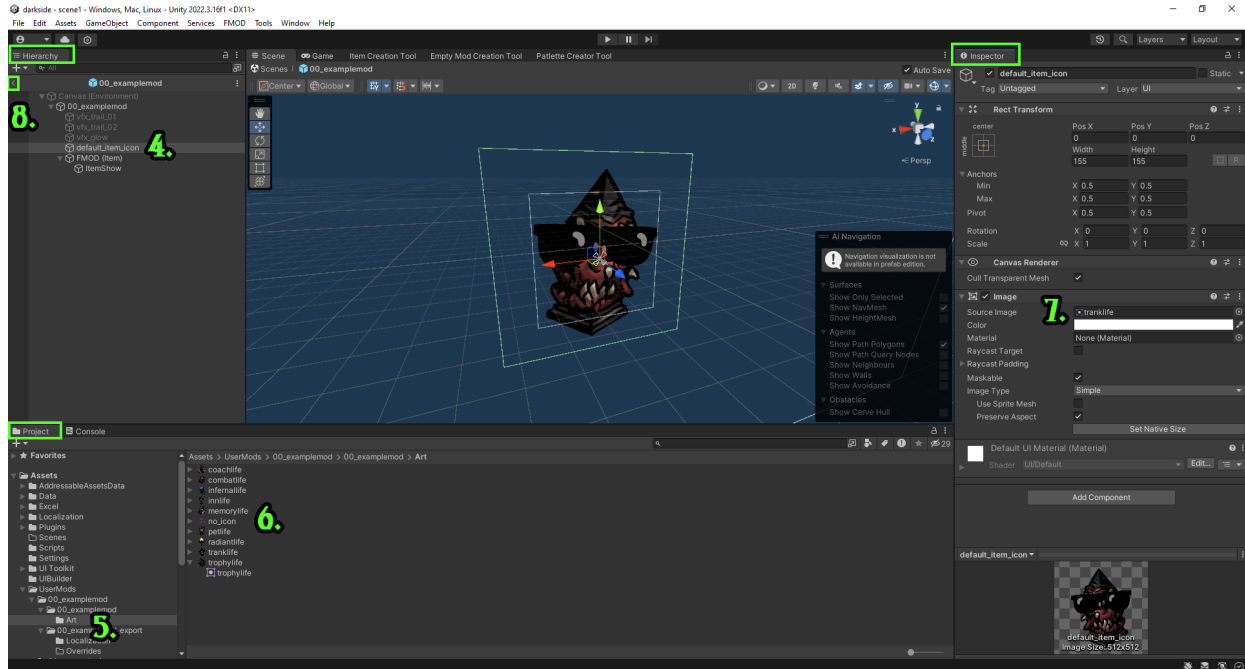 darkside - scene1 - Windows, Mac, Linux - Unity 2022.3.16f1 <DX11>
File Edit Assets GameObject Component Services FMOD Tools Window Help
Layers Layout
Hierarchy
All
00_examplemod
8.
Canvas (Environment)
00_examplemod
vfx_trail_01
vfx_trail_02
vfx_glow
default_item_icon
4.
FMOD (Item)
ItemShow
Scene Game Item Creation Tool Empty Mod Creation Tool Patlette Creator Tool
Scenes 00_examplemod Auto Save
Center Global 2D
y
x
z
Persp
AI Navigation
Navigation visualization is not
available in prefab edition.
Surfaces
Show Only Selected
Show NavMesh
Show HeightMesh
Agents
Show Path Polygons
Show Path Query Nodes
Show Neighbours
Show Walls
Show Avoidance
Obstacles
Show Carve Hull
Inspector
default_item_icon Static
Tag Untagged Layer UI
Rect Transform
center Pos X Pos Y Pos Z
middle 0 0 0
Width Height
155 155 R
Anchors
Min X 0.5 Y 0.5
Max X 0.5 Y 0.5
Pivot X 0.5 Y 0.5
Rotation X 0 Y 0 Z 0
Scale X 1 Y 1 Z 1
Canvas Renderer
Cull Transparent Mesh
Image
7.
Source Image tranklife
Color
Material None (Material)
Raycast Target
Raycast Padding
Maskable
Image Type Simple
Use Sprite Mesh
Preserve Aspect
Set Native Size
Default UI Material (Material)
Shader UI/Default Edit...
Add Component
default_item_icon
default_item_icon
Image Size: 512x512
Project Console
29
Favorites
Assets
AddressableAssetsData
Data
Excel
Localization
Plugins
Scenes
Scripts
Settings
UI Toolkit
UIBuilder
UserMods
00_examplemod
00_examplemod
Art
5.
export
Overrides
Assets > UserMods > 00_examplemod > 00_examplemod > Art
coachlife
combatlife
infernallife
innlife
memorylife
no_icon
6.
petlife
radiantlife
tranklife
trophylife
trophylife